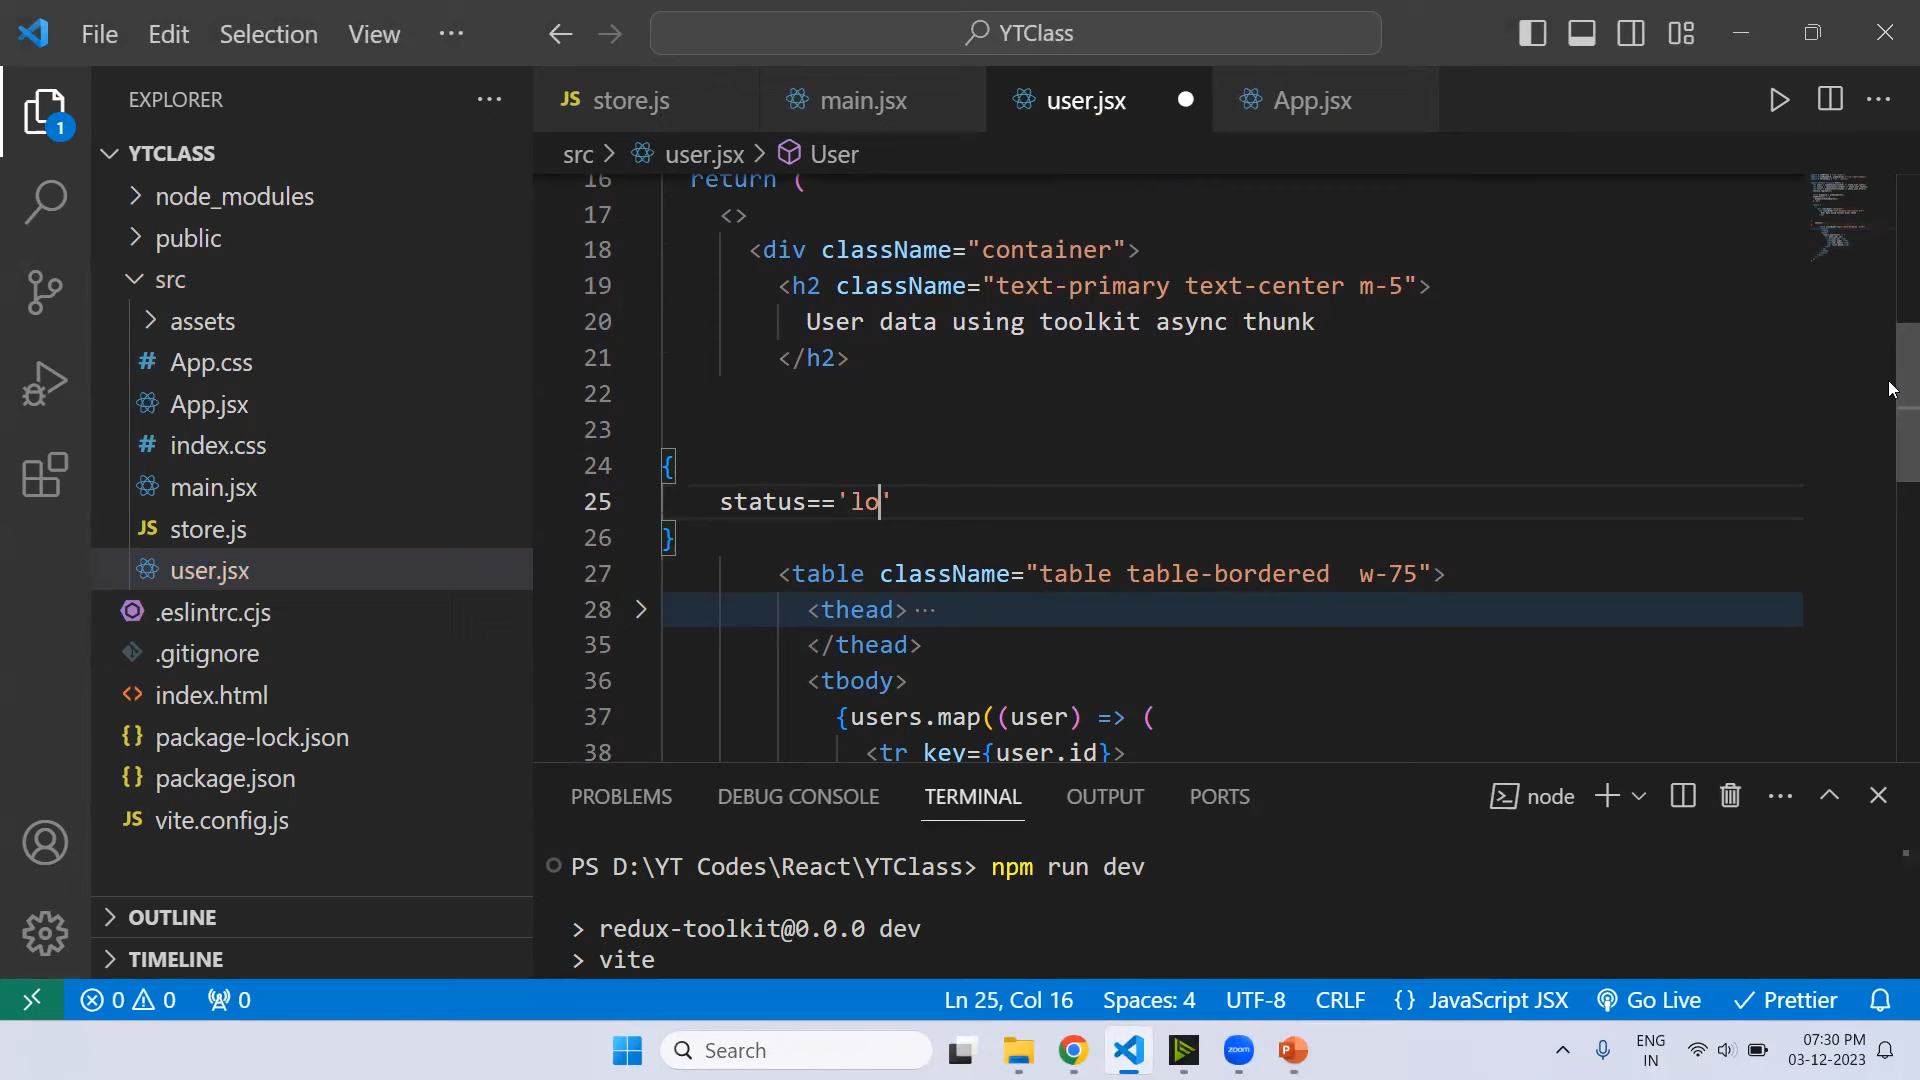 File Edit Selection View ···
YTClass
EXPLORER ···
1
YTCLASS
node_modules
public
src
assets
# App.css
App.jsx
# index.css
main.jsx
JS store.js
user.jsx
.eslintrc.cjs
.gitignore
<> index.html
{} package-lock.json
{} package.json
JS vite.config.js
OUTLINE
TIMELINE
JS store.js main.jsx user.jsx App.jsx
src > user.jsx > User
16 return (
17 <>
18 <div className="container">
19 <h2 className="text-primary text-center m-5">
20 User data using toolkit async thunk
21 </h2>
22
23
24 {
25 status=='lo'
26 }
27 <table className="table table-bordered  w-75">
28 <thead>···
35 </thead>
36 <tbody>
37 {users.map((user) => (
38 <tr key={user.id}>
PROBLEMS DEBUG CONSOLE TERMINAL OUTPUT PORTS node
PS D:\YT Codes\React\YTClass> npm run dev
> redux-toolkit@0.0.0 dev
> vite
0 0 0 Ln 25, Col 16 Spaces: 4 UTF-8 CRLF {} JavaScript JSX Go Live Prettier
Search
zoom
P
ENG
IN
07:30 PM
03-12-2023